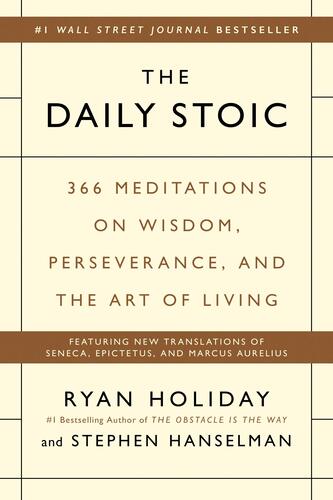 #1 WALL STREET JOURNAL BESTSELLER
THE
DAILY STOIC
366 MEDITATIONS
ON WISDOM,
PERSEVERANCE, AND
THE ART OF LIVING
FEATURING NEW TRANSLATIONS OF
SENECA, EPICTETUS, AND MARCUS AURELIUS
RYAN HOLIDAY
#1 Bestselling Author of THE OBSTACLE IS THE WAY
and STEPHEN HANSELMAN